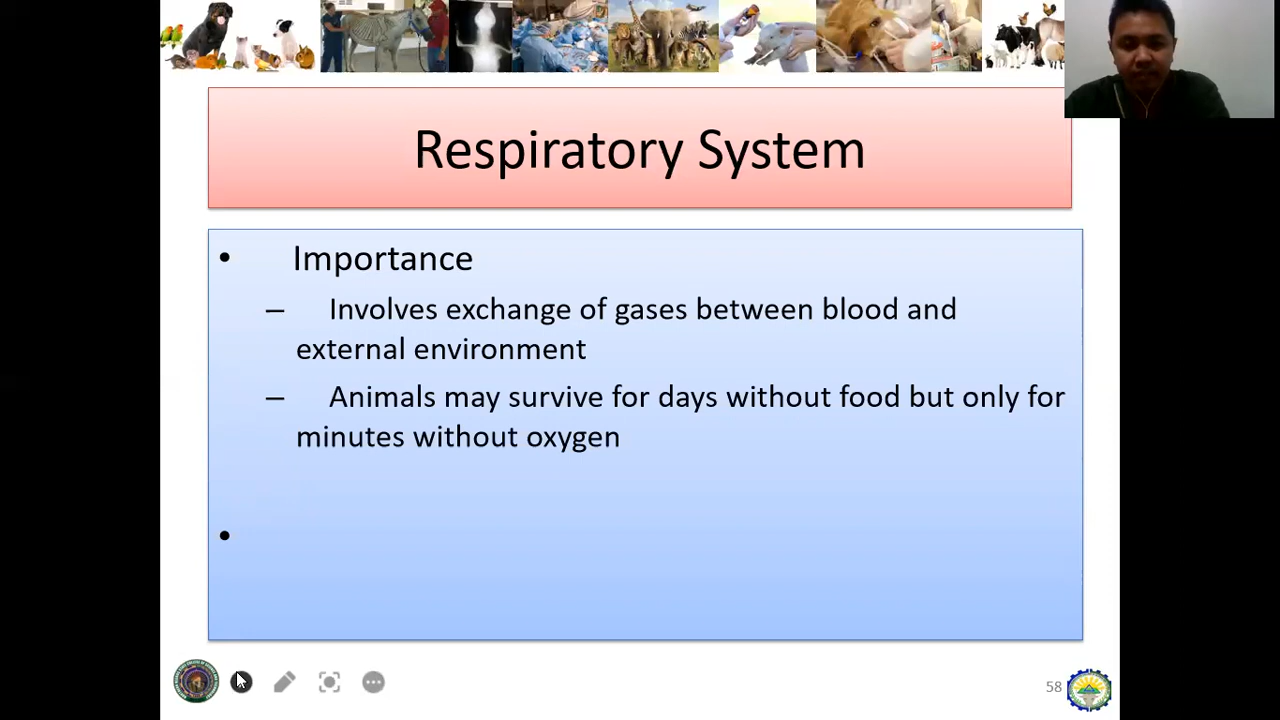 Respiratory System
• Importance
– Involves exchange of gases between blood and
external environment
– Animals may survive for days without food but only for
minutes without oxygen
•
58